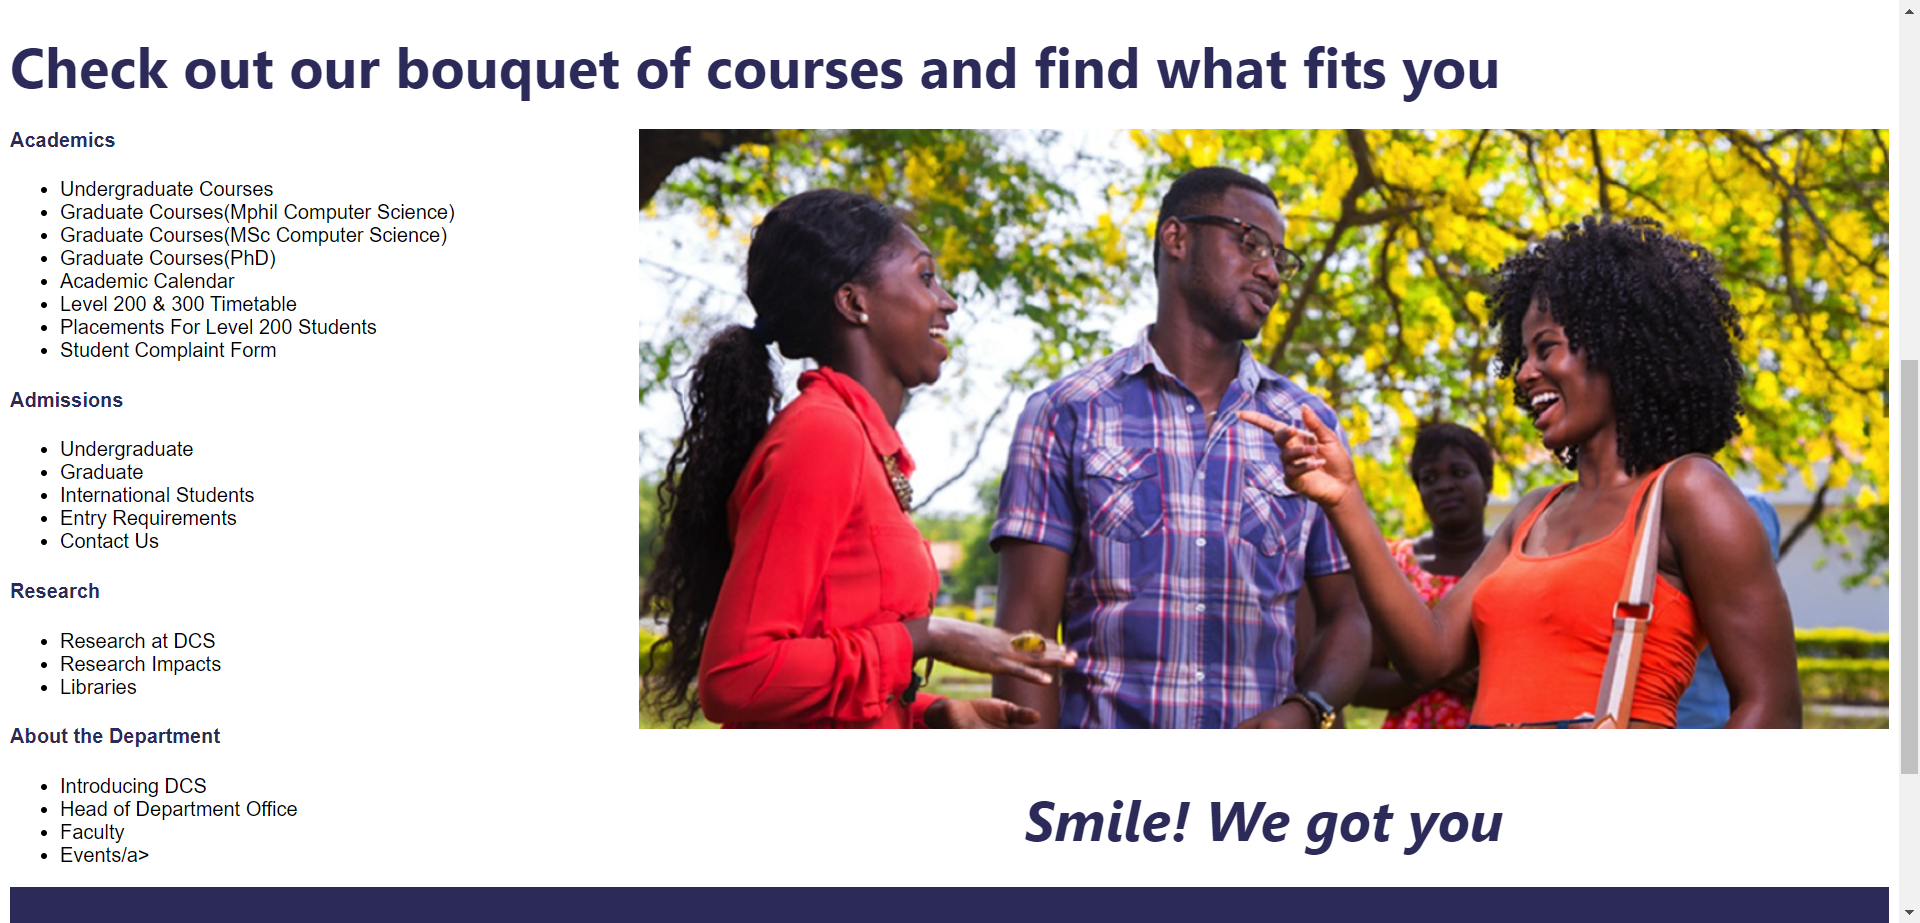 Check out our bouquet of courses and find what fits you
Academics
Undergraduate Courses
Graduate Courses(Mphil Computer Science)
Graduate Courses(MSc Computer Science)
Graduate Courses(PhD)
Academic Calendar
Level 200 & 300 Timetable
Placements For Level 200 Students
Student Complaint Form
Admissions
Undergraduate
Graduate
International Students
Entry Requirements
Contact Us
Research
Research at DCS
Research Impacts
Libraries
About the Department
Introducing DCS
Head of Department Office
Faculty
Events/a>
Smile! We got you